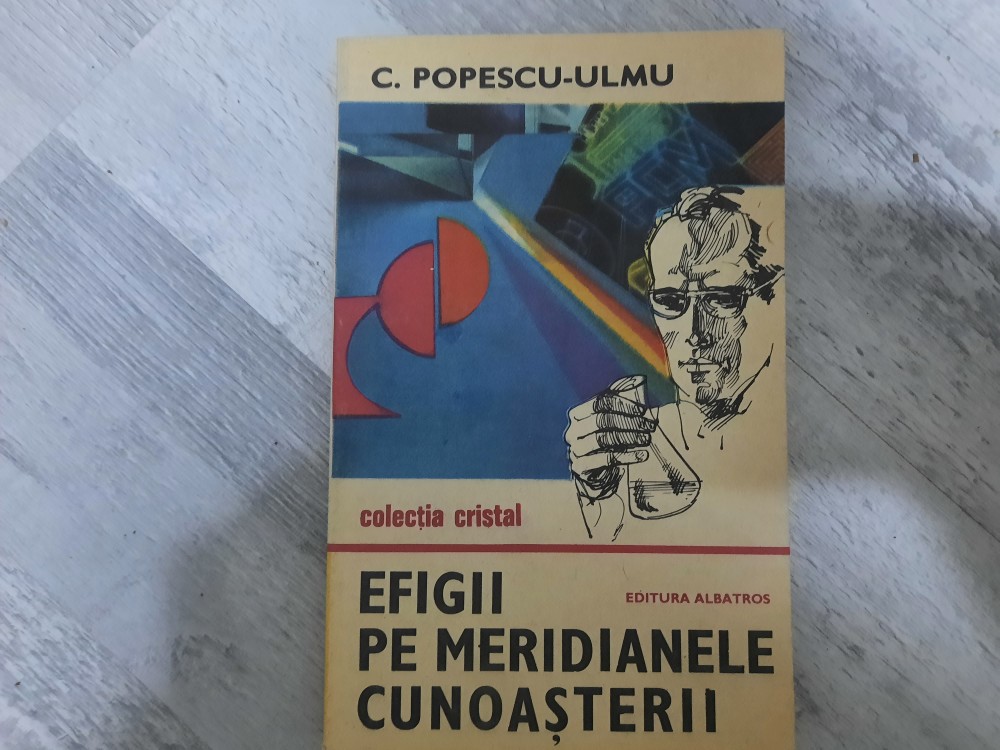 C. POPESCU-ULMU
colecția cristal
EFIGII
EDITURA ALBATROS
PE MERIDIANELE
CUNOAȘTERII